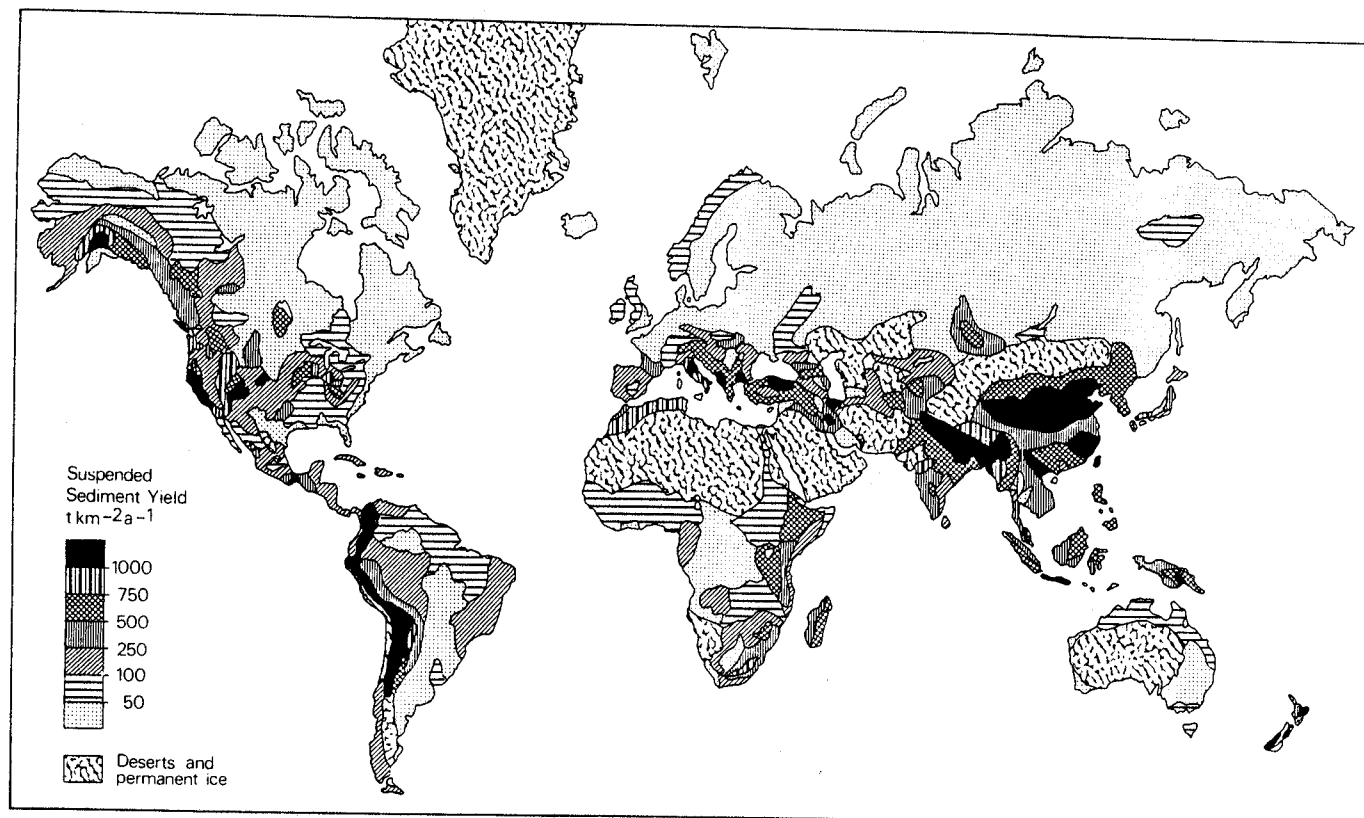 Suspended
Sediment Yield
t km−2a−1
1000
750
500
250
100
50
Deserts and
permanent ice